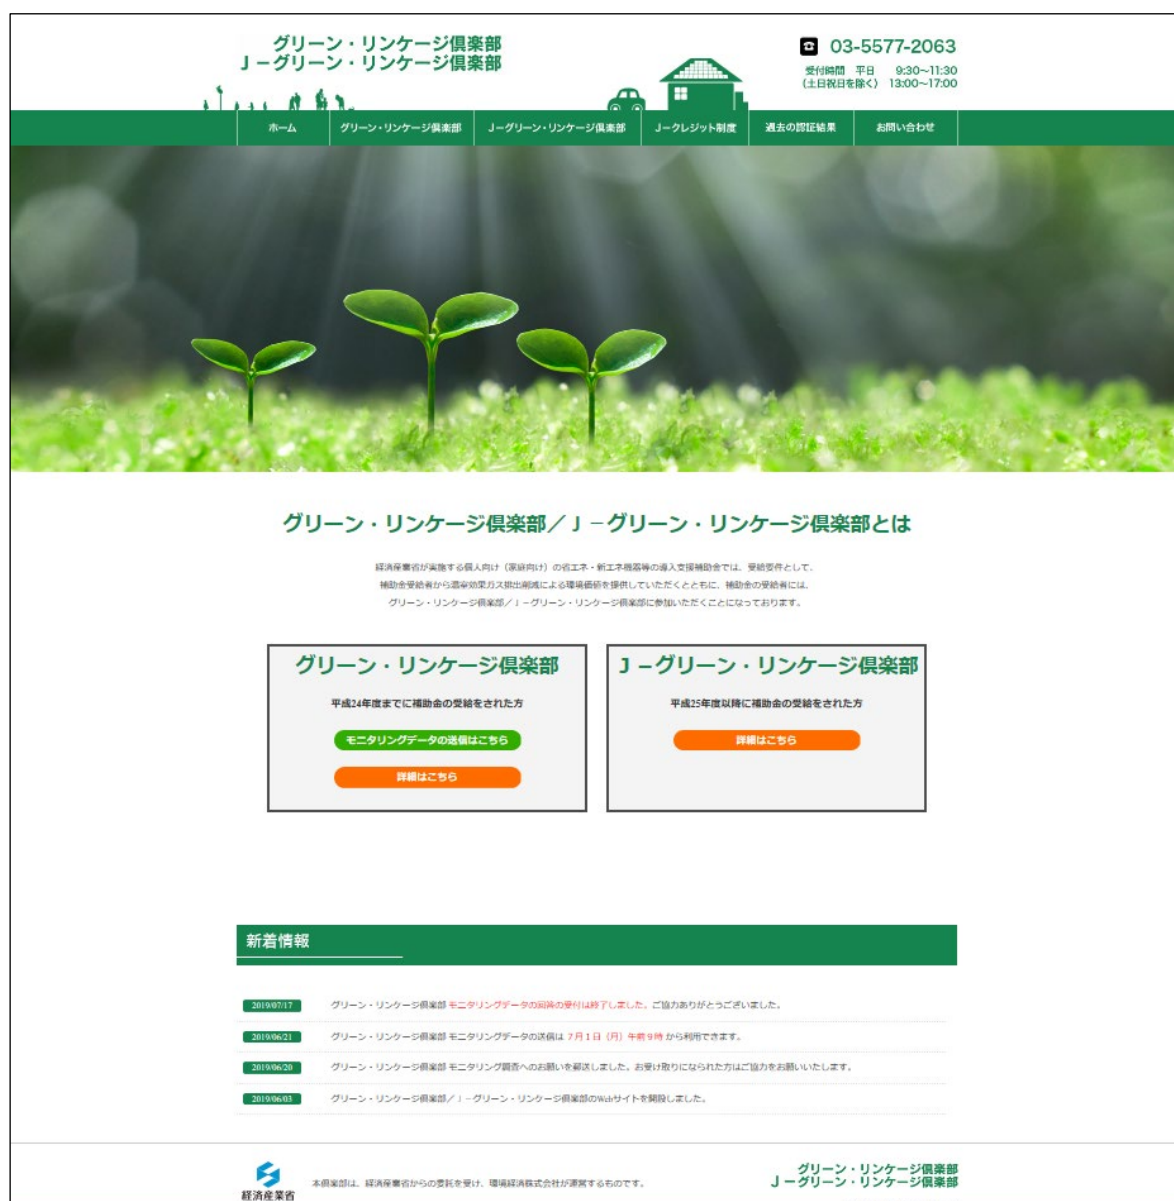 グリーン・リンケージ倶楽部
J－グリーン・リンケージ倶楽部
03-5577-2063
受付時間 平日 9:30～11:30
(土日祝日を除く) 13:00～17:00
ホーム
グリーン・リンケージ倶楽部
J－グリーン・リンケージ倶楽部
J－クレジット制度
過去の認証結果
お問い合わせ
グリーン・リンケージ倶楽部／J－グリーン・リンケージ倶楽部とは
経済産業省が実施する個人向け（家庭向け）の省エネ・新エネ機器等の導入支援補助金では、受給要件として、
補助金受給者から温室効果ガス排出削減による環境価値を提供していただくとともに、補助金の受給者には、
グリーン・リンケージ倶楽部／J－グリーン・リンケージ倶楽部に参加いただくことになっております。
グリーン・リンケージ倶楽部
平成24年度までに補助金の受給をされた方
モニタリングデータの送信はこちら
詳細はこちら
J－グリーン・リンケージ倶楽部
平成25年度以降に補助金の受給をされた方
詳細はこちら
新着情報
2019/07/17 グリーン・リンケージ倶楽部 モニタリングデータの回答の受付は終了しました。ご協力ありがとうございました。
2019/06/21 グリーン・リンケージ倶楽部 モニタリングデータの送信は 7月1日（月）午前9時 から利用できます。
2019/06/20 グリーン・リンケージ倶楽部 モニタリング調査へのお願いを郵送しました。お受け取りになられた方はご協力をお願いいたします。
2019/06/03 グリーン・リンケージ倶楽部／J－グリーン・リンケージ倶楽部のWebサイトを開設しました。
経済産業省
本倶楽部は、経済産業省からの委託を受け、環境経済株式会社が運営するものです。
グリーン・リンケージ倶楽部
J－グリーン・リンケージ倶楽部